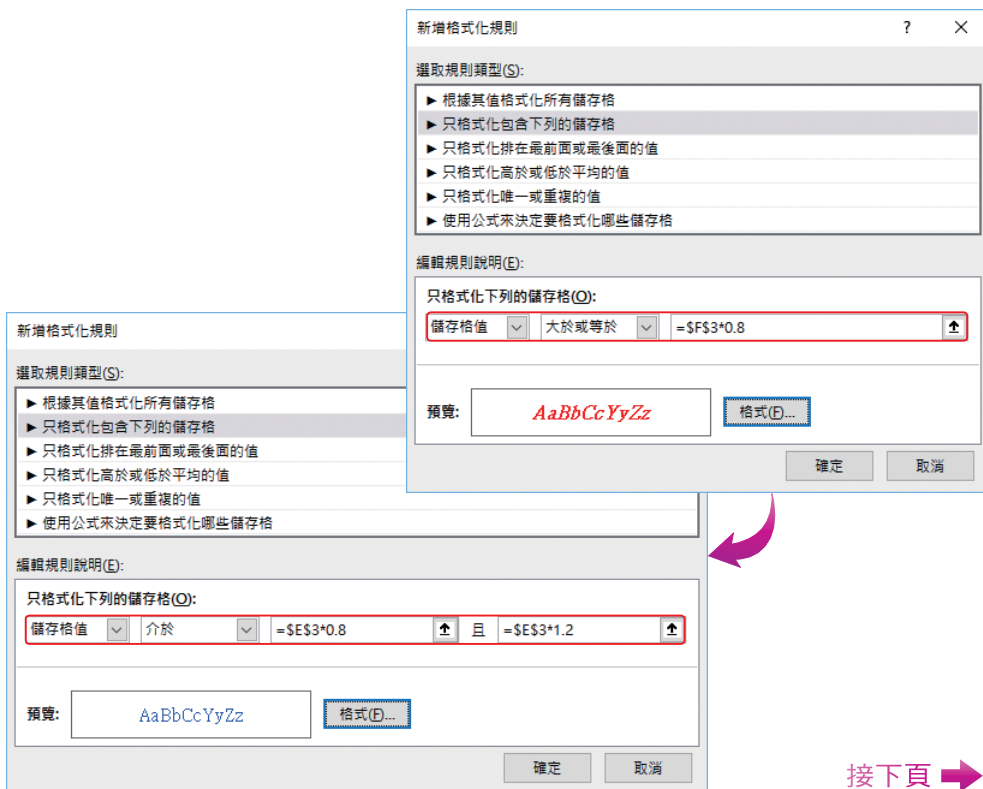 新增格式化規則 ?
選取規則類型(S):
► 根據其值格式化所有儲存格
► 只格式化包含下列的儲存格
► 只格式化排在最前面或最後面的值
► 只格式化高於或低於平均的值
► 只格式化唯一或重複的值
► 使用公式來決定要格式化哪些儲存格
編輯規則說明(E):
只格式化下列的儲存格(O):
儲存格值 大於或等於 =$F$3*0.8
預覽: AaBbCcYyZz 格式(F)...
確定 取消
新增格式化規則
選取規則類型(S):
► 根據其值格式化所有儲存格
► 只格式化包含下列的儲存格
► 只格式化排在最前面或最後面的值
► 只格式化高於或低於平均的值
► 只格式化唯一或重複的值
► 使用公式來決定要格式化哪些儲存格
編輯規則說明(E):
只格式化下列的儲存格(O):
儲存格值 介於 =$E$3*0.8 且 =$E$3*1.2
預覽: AaBbCcYyZz 格式(F)...
確定 取消
接下頁